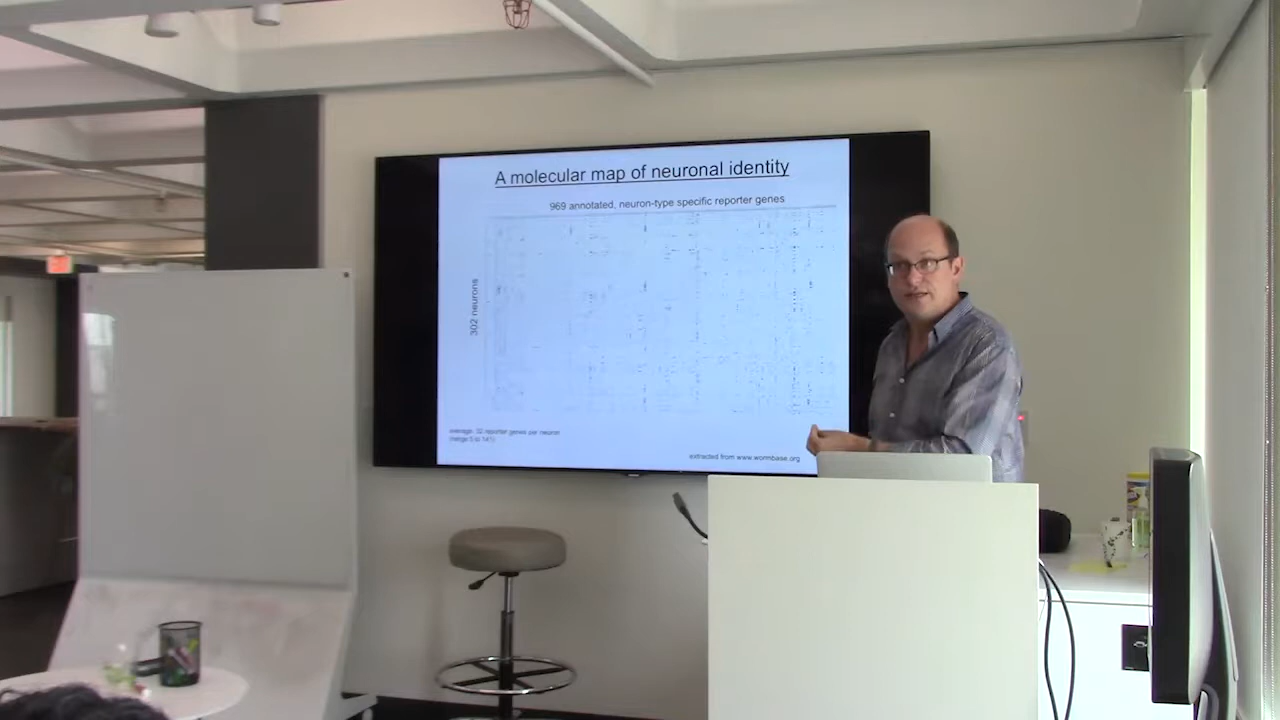 A molecular map of neuronal identity
969 annotated, neuron-type specific reporter genes
302 neurons
average: 32 reporter genes per neuron
(range 5 to 141)
extracted from www.wormbase.org